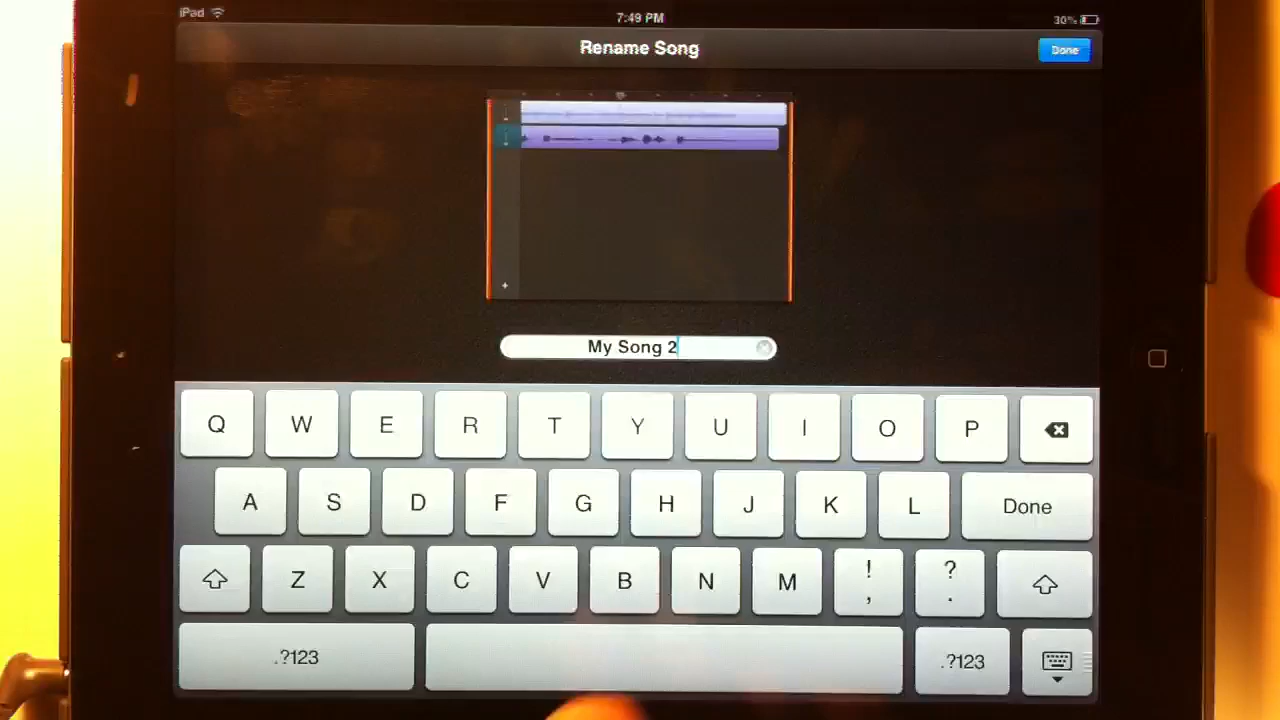 iPad 7:49 PM 30%
Rename Song Done
My Song 2
Q W E R T Y U I O P
A S D F G H J K L Done
Z X C V B N M ! , ? .
.?123 .?123